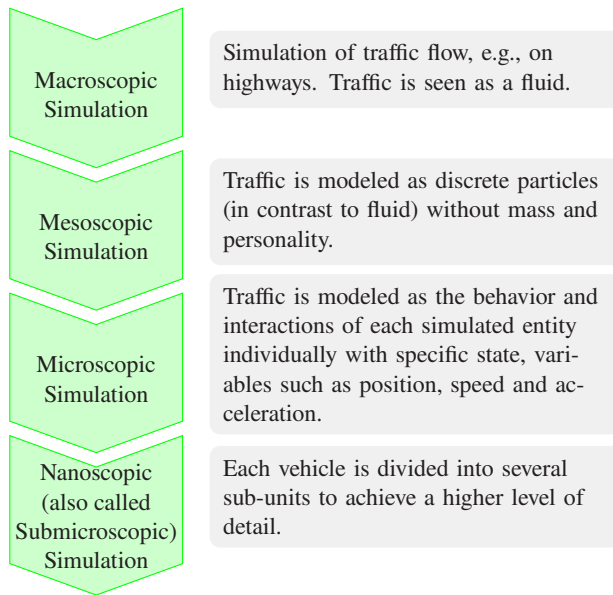 Macroscopic
Simulation
Simulation of traffic flow, e.g., on
highways. Traffic is seen as a fluid.
Mesoscopic
Simulation
Traffic is modeled as discrete particles
(in contrast to fluid) without mass and
personality.
Microscopic
Simulation
Traffic is modeled as the behavior and
interactions of each simulated entity
individually with specific state, vari-
ables such as position, speed and ac-
celeration.
Nanoscopic
(also called
Submicroscopic)
Simulation
Each vehicle is divided into several
sub-units to achieve a higher level of
detail.